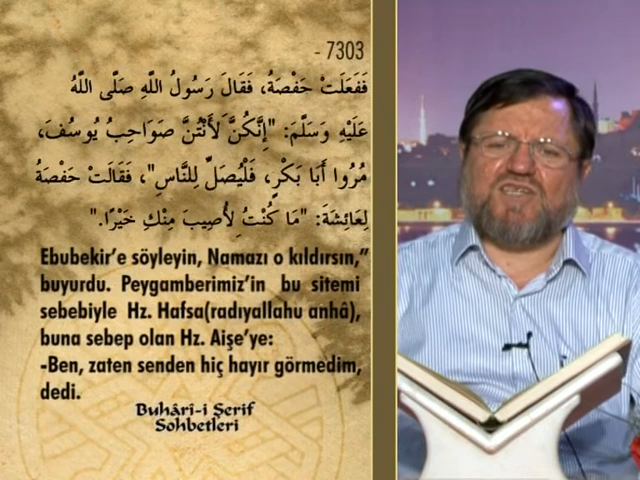 - 7303
فَفَعَلَتْ حَفْصَةُ، فَقَالَ رَسُولُ اللَّهِ صَلَّى اللَّهُ
عَلَيْهِ وَسَلَّمَ: "إِنَّكُنَّ لَأَنْتُنَّ صَوَاحِبُ يُوسُفَ،
مُرُوا أَبَا بَكْرٍ، فَلْيُصَلِّ لِلنَّاسِ"، فَقَالَتْ حَفْصَةُ
لِعَائِشَةَ: "مَا كُنْتُ لِأُصِيبَ مِنْكِ خَيْرًا."
Ebubekir'e söyleyin, Namazı o kıldırsın,”
buyurdu. Peygamberimiz'in bu sitemi
sebebiyle Hz. Hafsa(radıyallahu anhâ),
buna sebep olan Hz. Aişe'ye:
-Ben, zaten senden hiç hayır görmedim,
dedi.
Buhârî-i Şerif
Sohbetleri